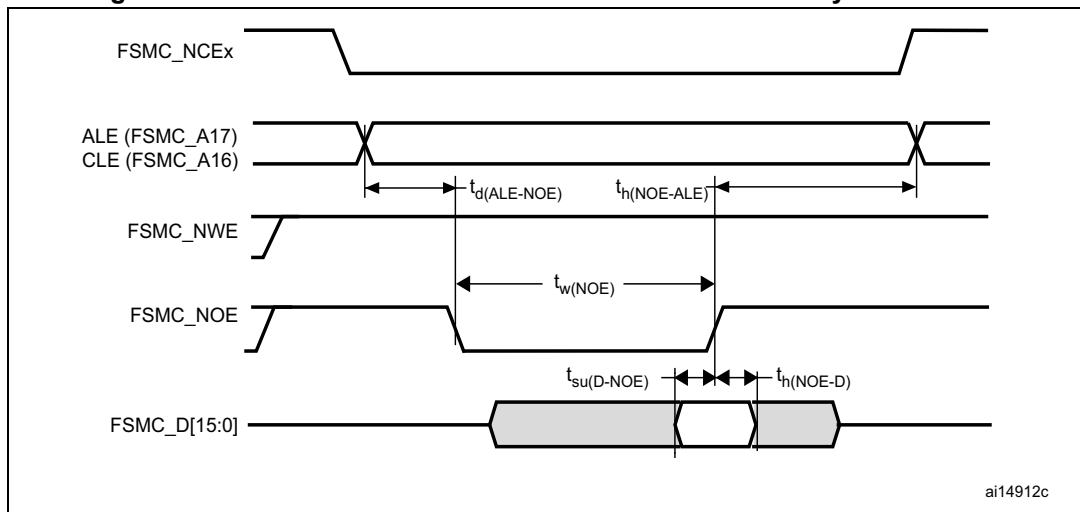 FSMC_NCEx
ALE (FSMC_A17)
CLE (FSMC_A16)
td(ALE-NOE)
th(NOE-ALE)
FSMC_NWE
tw(NOE)
FSMC_NOE
tsu(D-NOE)
th(NOE-D)
FSMC_D[15:0]
ai14912c